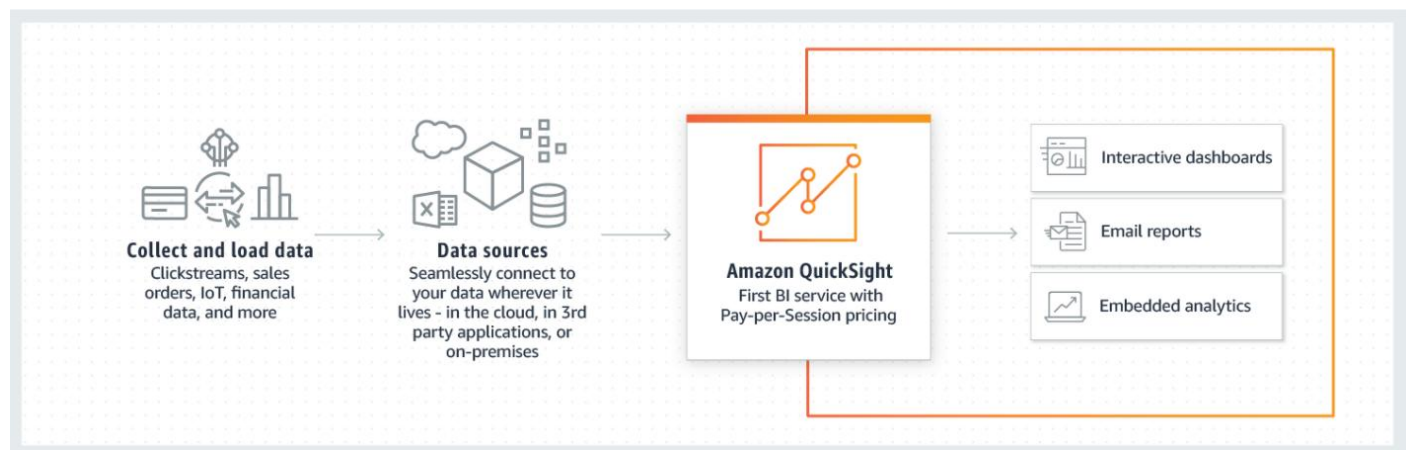 Collect and load data
Clickstreams, sales
orders, IoT, financial
data, and more
Data sources
Seamlessly connect to
your data wherever it
lives - in the cloud, in 3rd
party applications, or
on-premises
Amazon QuickSight
First BI service with
Pay-per-Session pricing
Interactive dashboards
Email reports
Embedded analytics